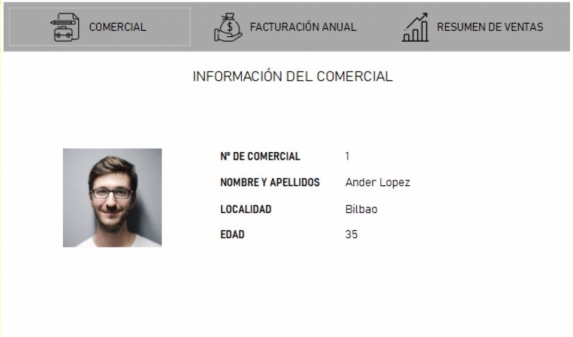 COMERCIAL FACTURACIÓN ANUAL RESUMEN DE VENTAS
INFORMACIÓN DEL COMERCIAL
Nº DE COMERCIAL 1
NOMBRE Y APELLIDOS Ander Lopez
LOCALIDAD Bilbao
EDAD 35